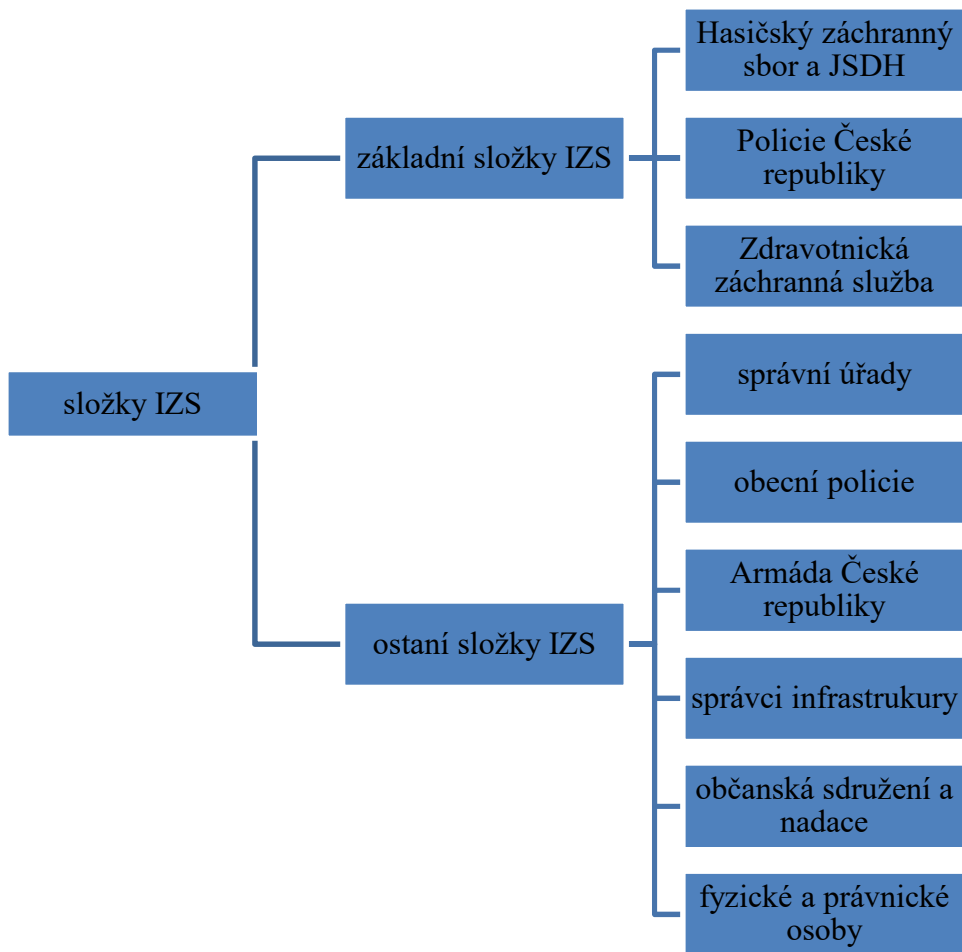 složky IZS
základní složky IZS
Hasičský záchranný
sbor a JSDH
Policie České
republiky
Zdravotnická
záchranná služba
ostaní složky IZS
správní úřady
obecní policie
Armáda České
republiky
správci infrastrukury
občanská sdružení a
nadace
fyzické a právnické
osoby